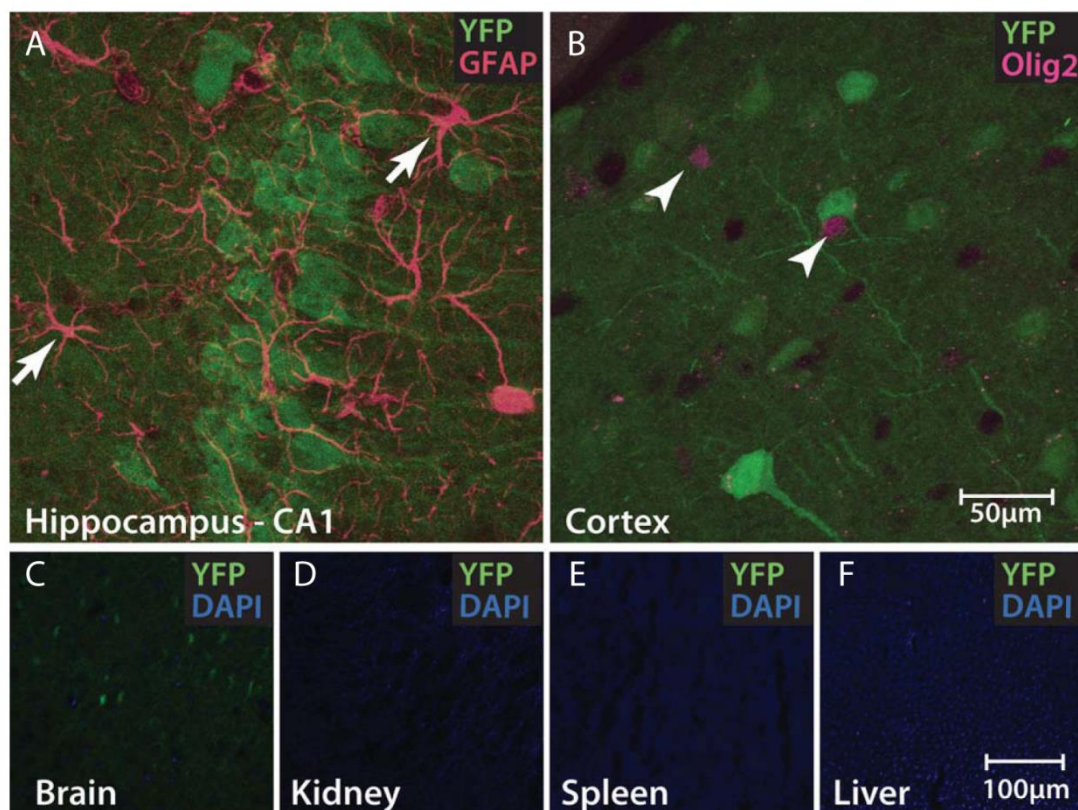 A
YFP
GFAP
Hippocampus - CA1
B
YFP
Olig2
Cortex
50µm
C
YFP
DAPI
Brain
D
YFP
DAPI
Kidney
E
YFP
DAPI
Spleen
F
YFP
DAPI
Liver
100µm